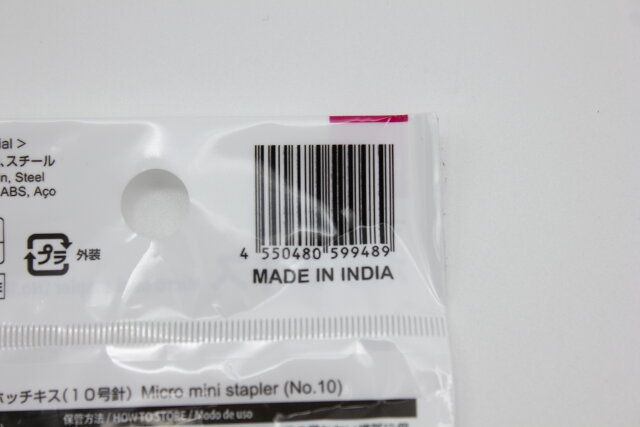 ial >
、スチール
n, Steel
ABS, Aço
プラ 外装
4 550480 599489
MADE IN INDIA
ホッチキス(10号針) Micro mini stapler (No.10)
保管方法 / HOW TO STORE / Modo de uso